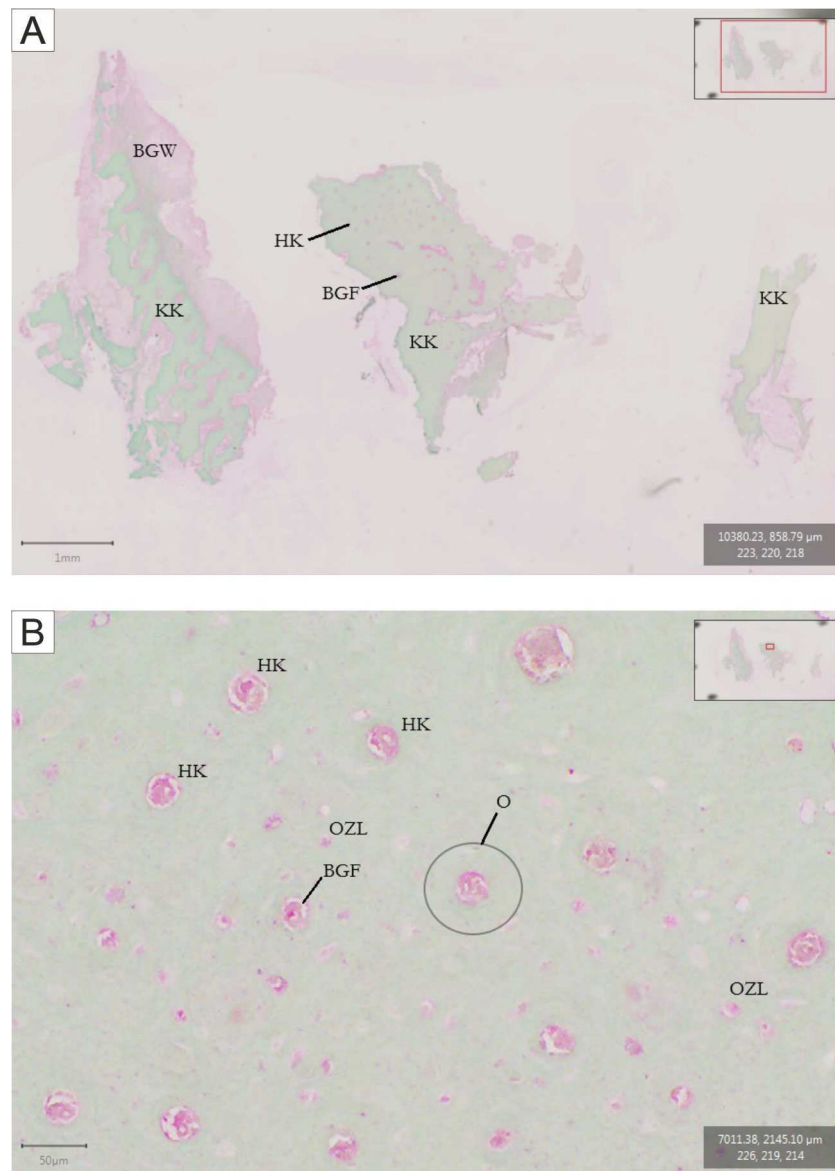 A
BGW
HK
BGF
KK
KK
KK
1mm
10380.23, 858.79 µm
223, 220, 218
B
HK
HK
HK
O
OZL
BGF
OZL
50µm
7011.38, 2145.10 µm
226, 219, 214